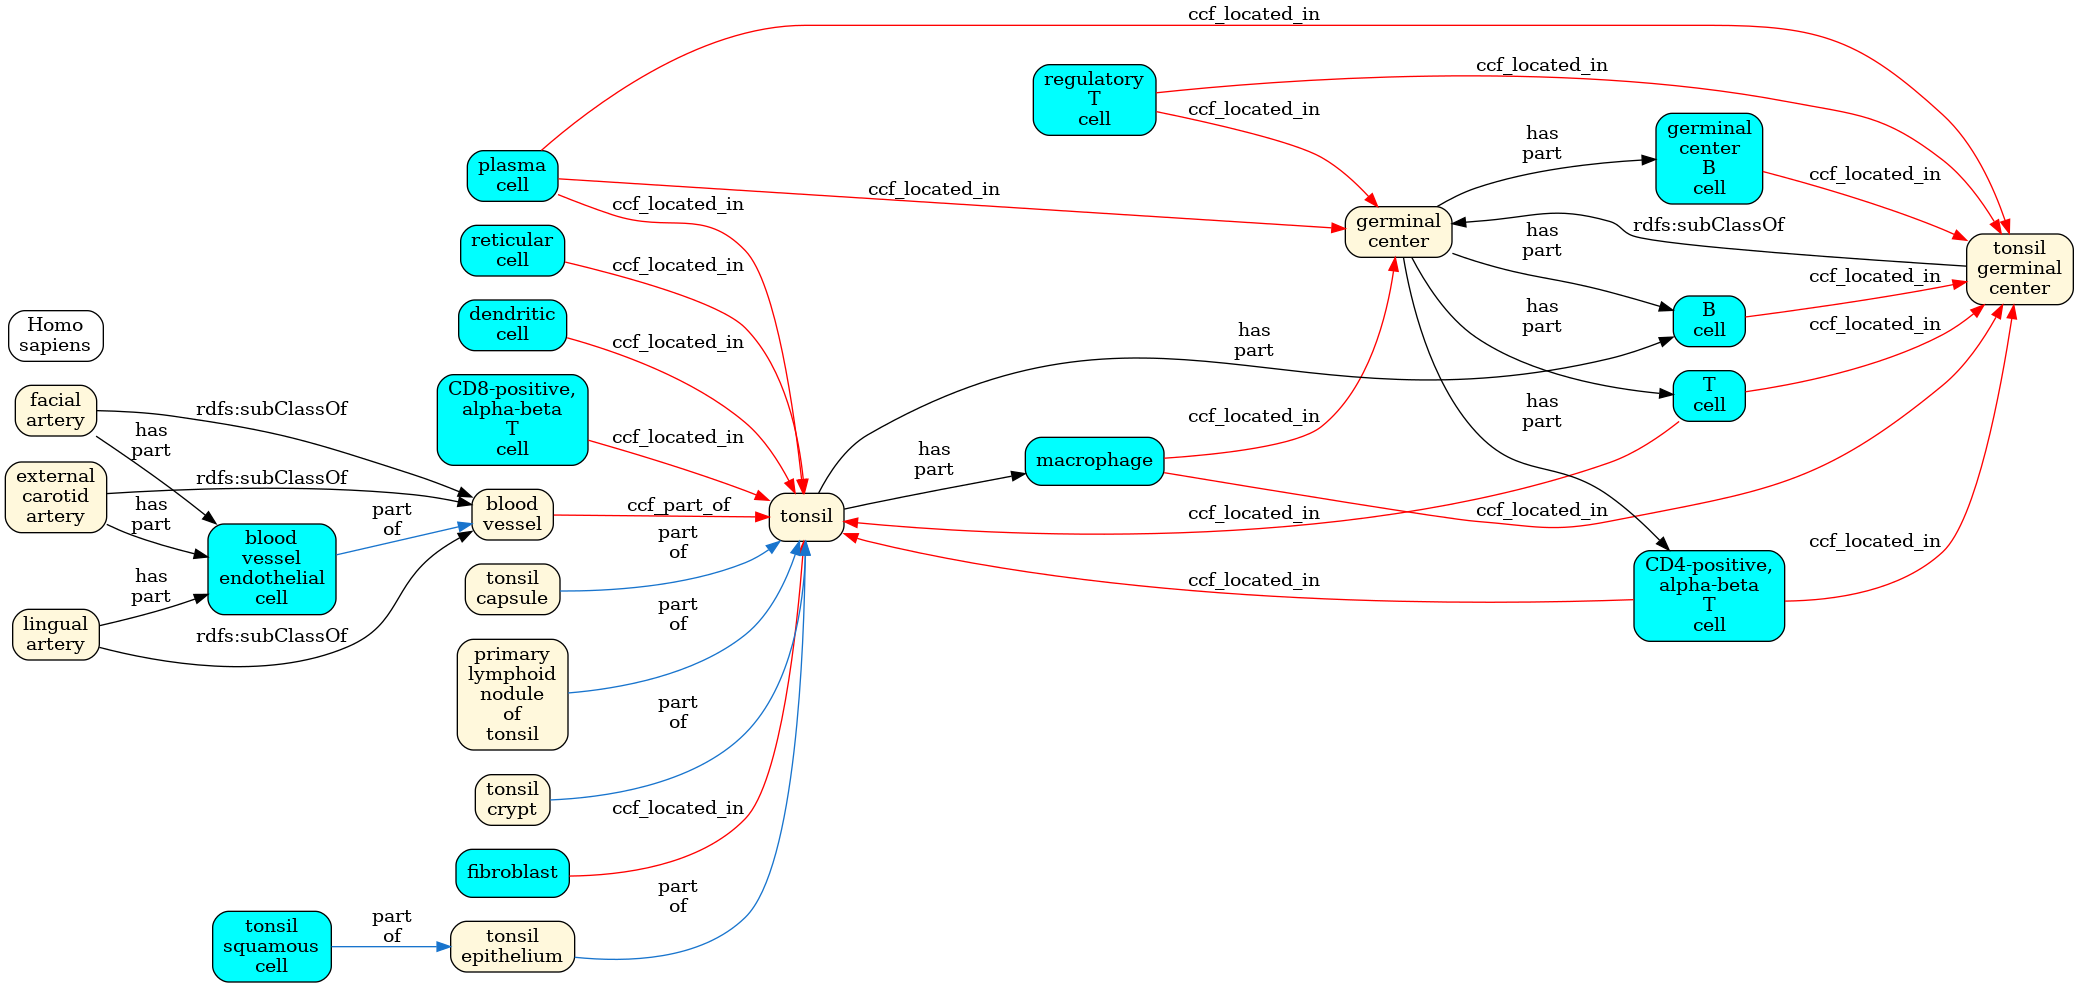 ccf_located_in
regulatory
T
cell
ccf_located_in
ccf_located_in
plasma
cell
ccf_located_in
ccf_located_in
germinal
center
has
part
germinal
center
B
cell
ccf_located_in
rdfs:subClassOf
tonsil
germinal
center
reticular
cell
ccf_located_in
has
part
B
cell
ccf_located_in
has
part
T
cell
ccf_located_in
dendritic
cell
ccf_located_in
has
part
Homo
sapiens
facial
artery
rdfs:subClassOf
has
part
CD8-positive,
alpha-beta
T
cell
ccf_located_in
ccf_located_in
has
part
external
carotid
artery
rdfs:subClassOf
has
part
blood
vessel
ccf_part_of
tonsil
has
part
macrophage
ccf_located_in
ccf_located_in
blood
vessel
endothelial
cell
part
of
part
of
tonsil
capsule
has
part
lingual
artery
rdfs:subClassOf
ccf_located_in
CD4-positive,
alpha-beta
T
cell
ccf_located_in
part
of
primary
lymphoid
nodule
of
tonsil
part
of
tonsil
crypt
ccf_located_in
fibroblast
part
of
tonsil
squamous
cell
part
of
tonsil
epithelium